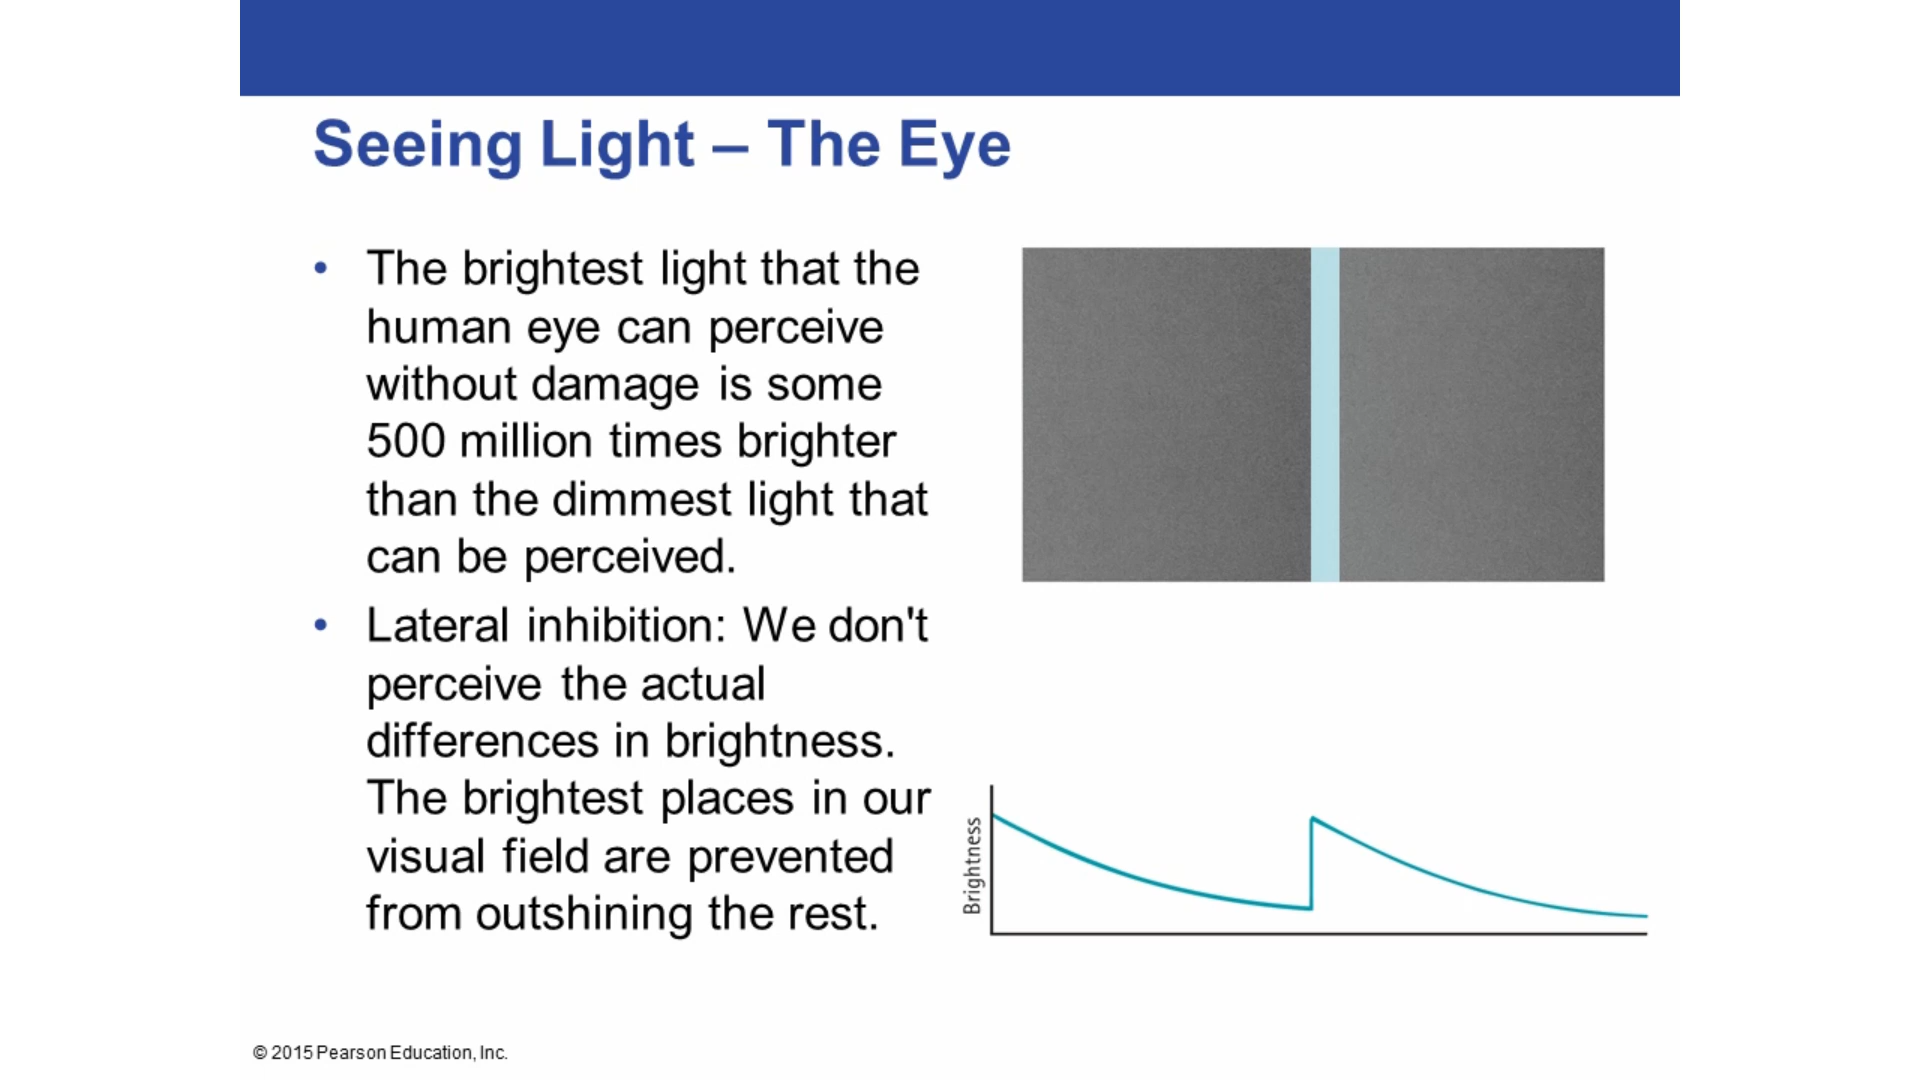 Seeing Light – The Eye
• The brightest light that the
human eye can perceive
without damage is some
500 million times brighter
than the dimmest light that
can be perceived.
• Lateral inhibition: We don't
perceive the actual
differences in brightness.
The brightest places in our
visual field are prevented
from outshining the rest.
Brightness
© 2015 Pearson Education, Inc.